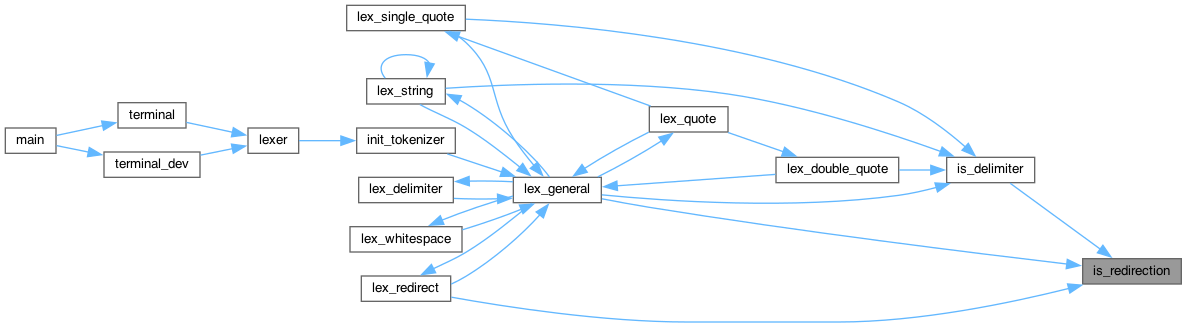 lex_single_quote
lex_string
terminal
lex_quote
main
lexer
init_tokenizer
terminal_dev
lex_double_quote
is_delimiter
lex_delimiter
lex_general
lex_whitespace
is_redirection
lex_redirect